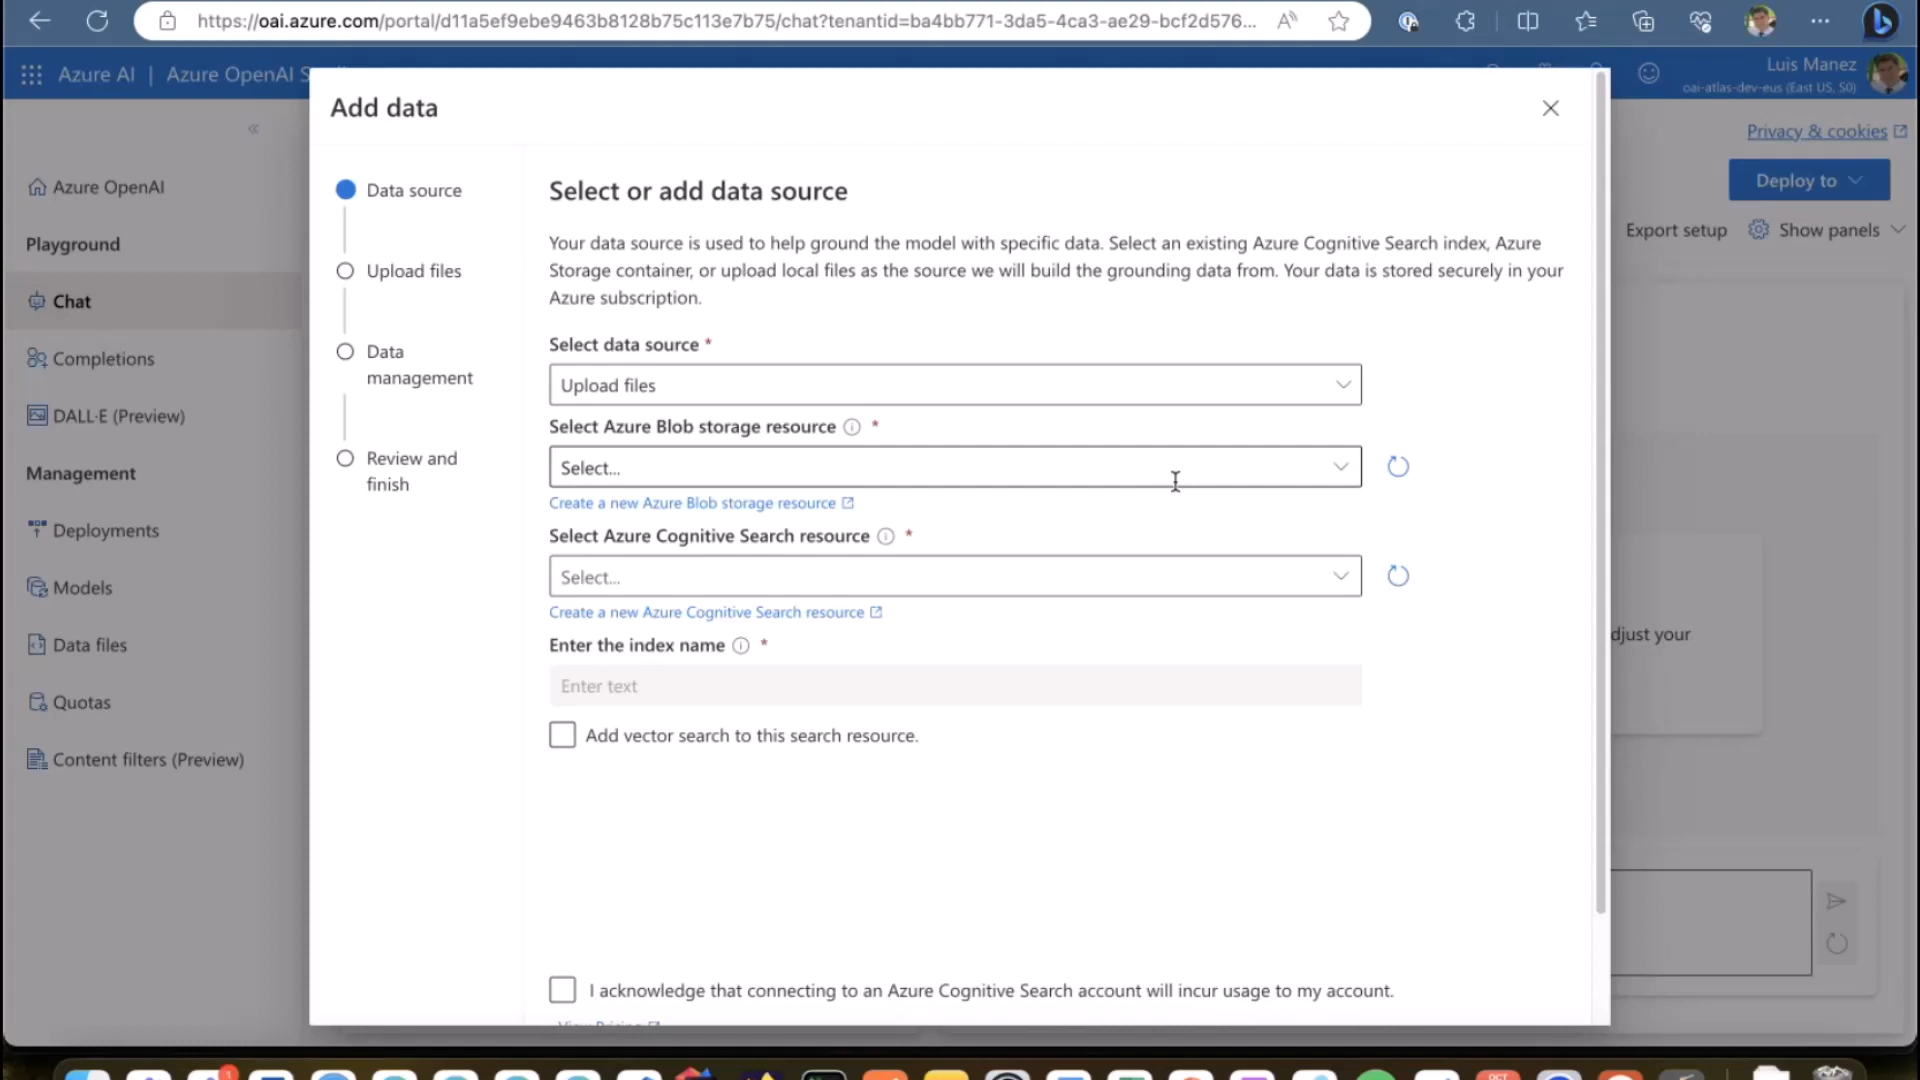 https://oai.azure.com/portal/d11a5ef9ebe9463b8128b75c113e7b75/chat?tenantid=ba4bb771-3da5-4ca3-ae29-bcf2d576...
Azure AI | Azure OpenAI S
Luis Manez
oai-atlas-dev-eus (East US, S0)
Privacy & cookies
Deploy to
Export setup
Show panels
Azure OpenAI
Playground
Chat
Completions
DALL·E (Preview)
Management
Deployments
Models
Data files
Quotas
Content filters (Preview)
Add data
Data source
Upload files
Data
management
Review and
finish
Select or add data source
Your data source is used to help ground the model with specific data. Select an existing Azure Cognitive Search index, Azure
Storage container, or upload local files as the source we will build the grounding data from. Your data is stored securely in your
Azure subscription.
Select data source *
Upload files
Select Azure Blob storage resource *
Select...
Create a new Azure Blob storage resource
Select Azure Cognitive Search resource *
Select...
Create a new Azure Cognitive Search resource
Enter the index name *
Enter text
Add vector search to this search resource.
I acknowledge that connecting to an Azure Cognitive Search account will incur usage to my account.
View Pricing
djust your
1
OCT